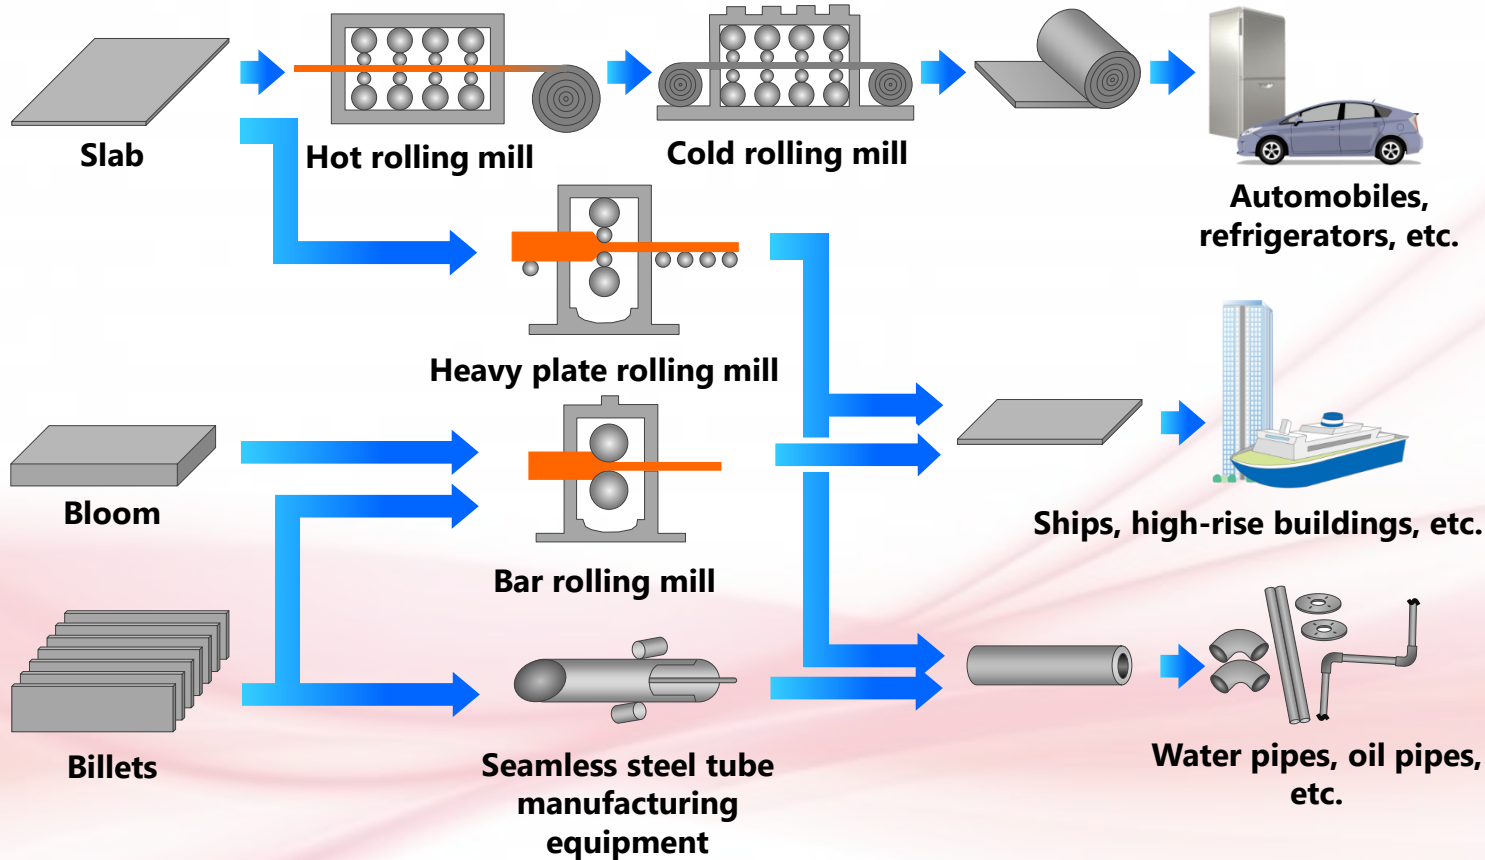 Slab
Hot rolling mill
Cold rolling mill
Automobiles,
refrigerators, etc.
Heavy plate rolling mill
Bloom
Ships, high-rise buildings, etc.
Bar rolling mill
Billets
Seamless steel tube
manufacturing
equipment
Water pipes, oil pipes,
etc.